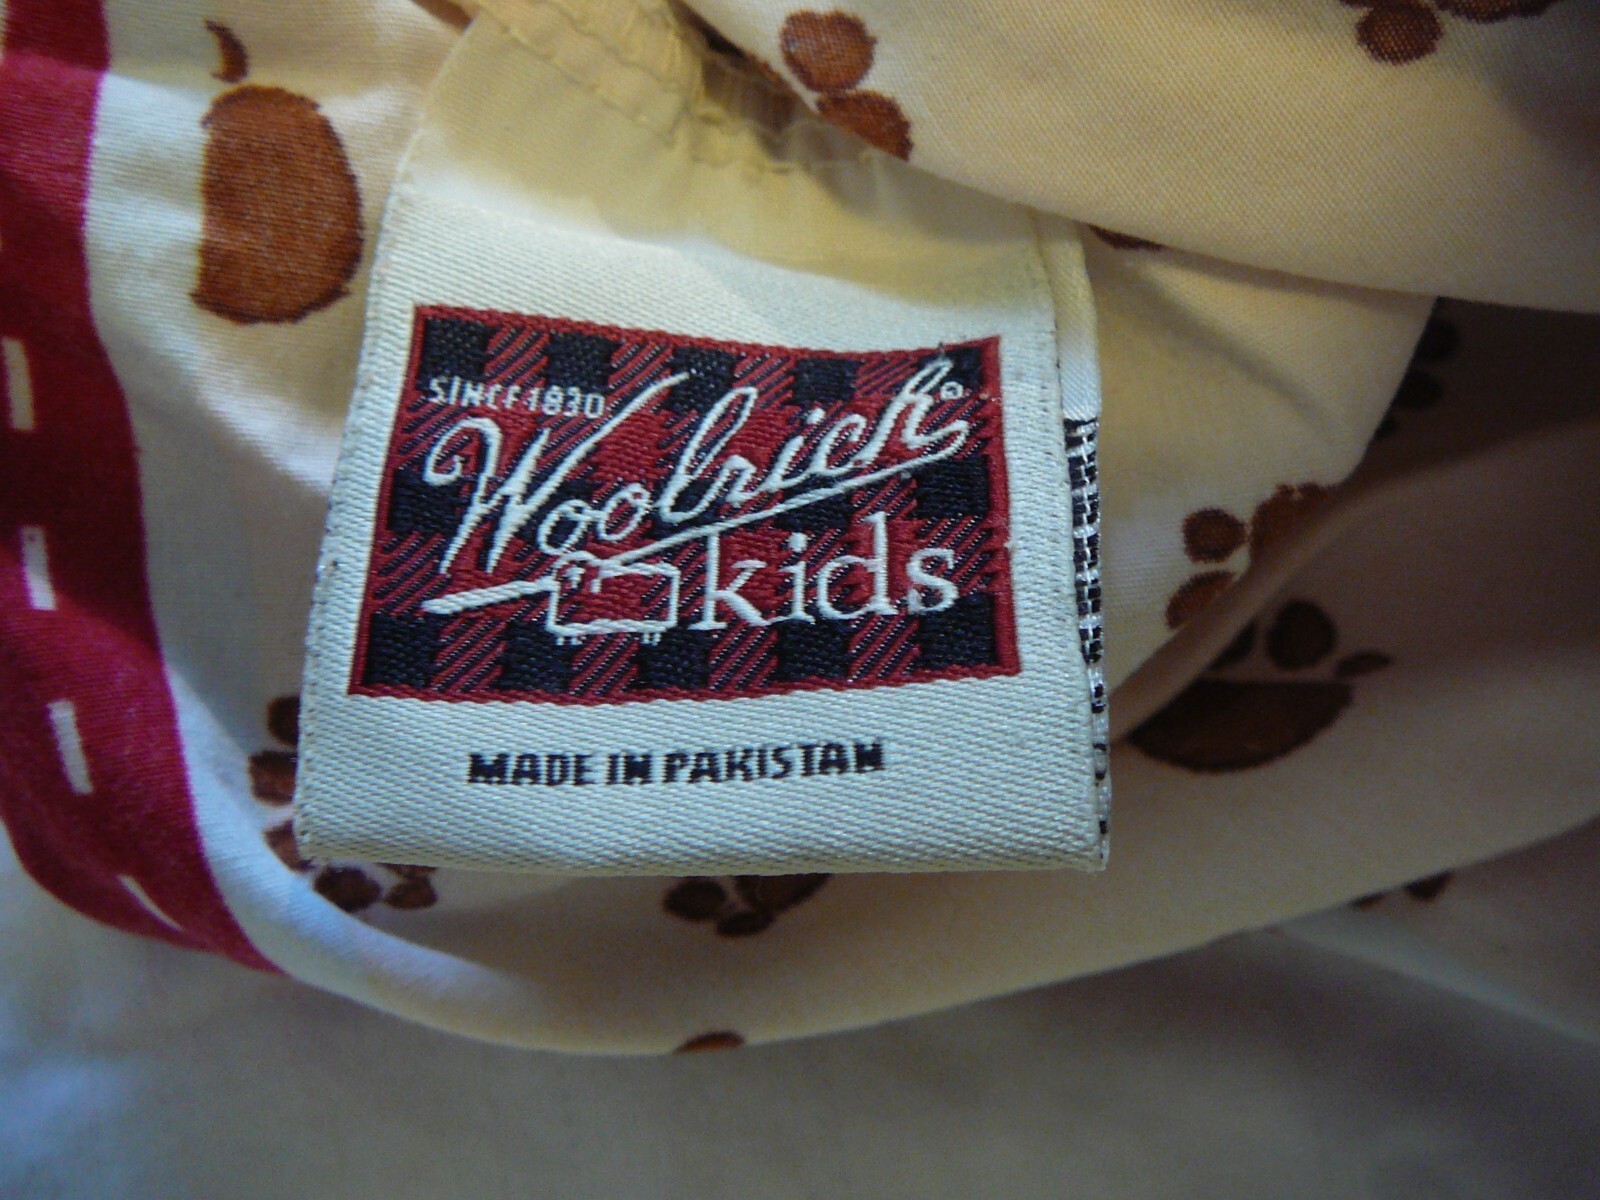 SINCE 1830
Woolrich®
kids
MADE IN PAKISTAN